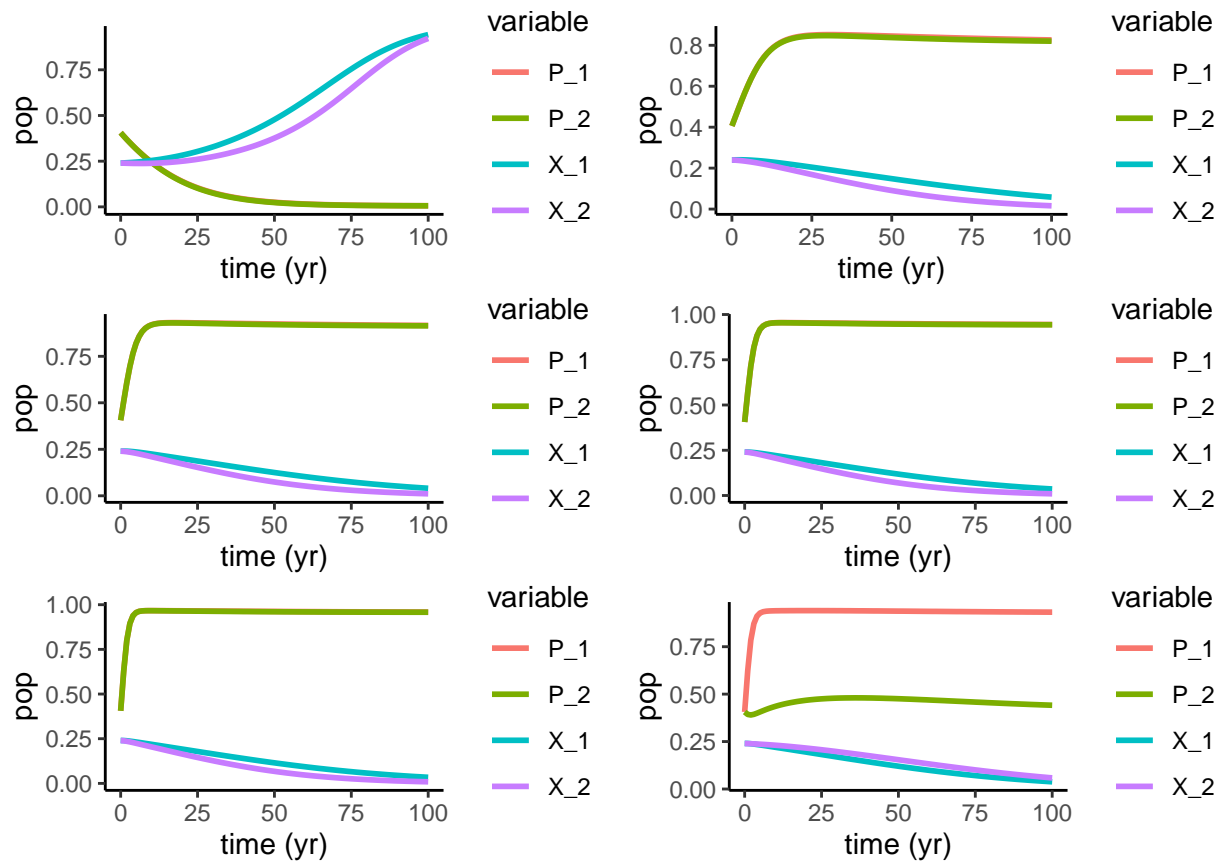 variable
pop
0.75
0.50
0.25
0.00
0 25 50 75 100
time (yr)
P_1
P_2
X_1
X_2
variable
pop
0.8
0.6
0.4
0.2
0.0
0 25 50 75 100
time (yr)
P_1
P_2
X_1
X_2
variable
pop
0.75
0.50
0.25
0.00
0 25 50 75 100
time (yr)
P_1
P_2
X_1
X_2
variable
pop
1.00
0.75
0.50
0.25
0.00
0 25 50 75 100
time (yr)
P_1
P_2
X_1
X_2
variable
pop
1.00
0.75
0.50
0.25
0.00
0 25 50 75 100
time (yr)
P_1
P_2
X_1
X_2
variable
pop
0.75
0.50
0.25
0.00
0 25 50 75 100
time (yr)
P_1
P_2
X_1
X_2